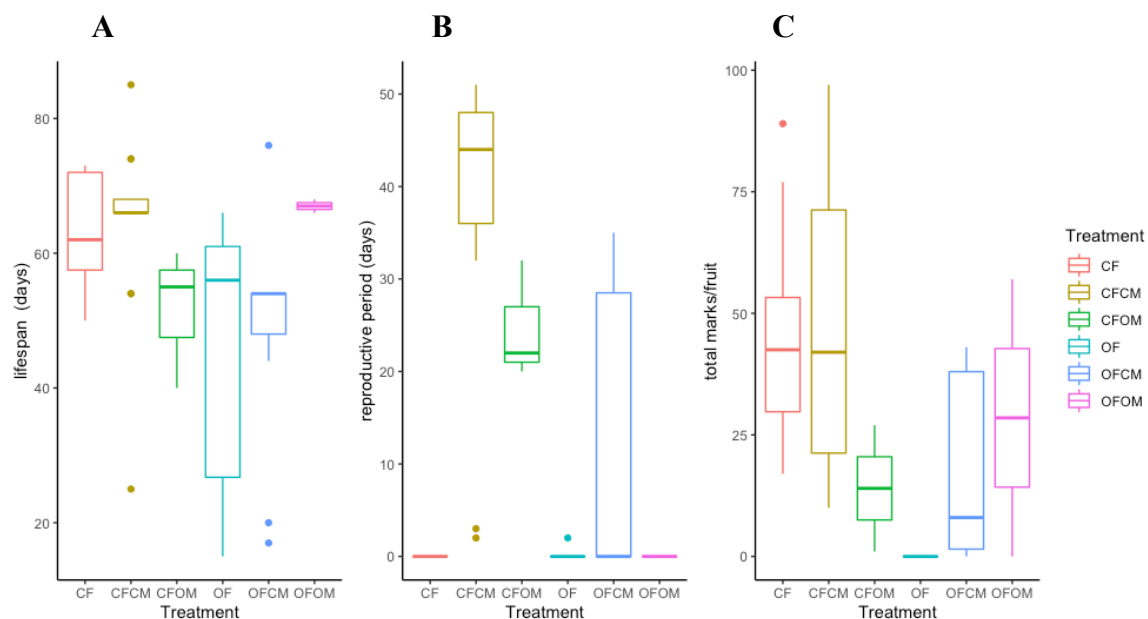 A
B
C
lifespan (days)
80
60
40
20
CF
CFCM
CFOM
OF
OFCM
OFOM
Treatment
reproductive period (days)
50
40
30
20
10
0
CF
CFCM
CFOM
OF
OFCM
OFOM
Treatment
total marks/fruit
100
75
50
25
0
CF
CFCM
CFOM
OF
OFCM
OFOM
Treatment
Treatment
CF
CFCM
CFOM
OF
OFCM
OFOM